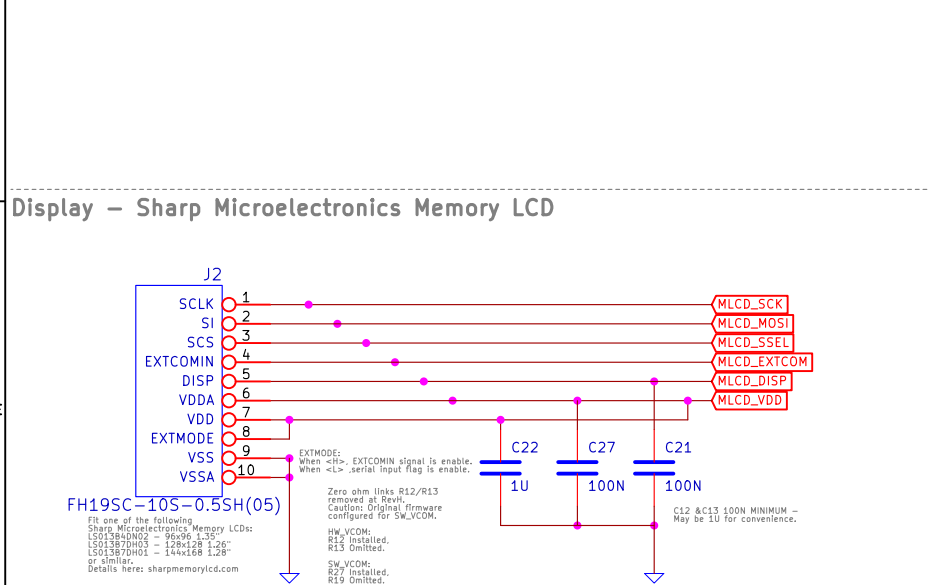 Display – Sharp Microelectronics Memory LCD
J2
SCLK 1 MLCD_SCK
SI 2 MLCD_MOSI
SCS 3 MLCD_SSEL
EXTCOMIN 4 MLCD_EXTCOM
DISP 5 MLCD_DISP
VDDA 6 MLCD_VDD
VDD 7
EXTMODE 8
VSS 9
VSSA 10
FH19SC-10S-0.5SH(05)
Fit one of the following
Sharp Microelectronics Memory LCDs:
LS013B4DN02 - 96x96 1.35"
LS013B7DH03 - 128x128 1.26"
LS013B7DH01 - 144x168 1.28"
or similar.
Details here: sharpmemorylcd.com
EXTMODE:
When <H>, EXTCOMIN signal is enable.
When <L> ,serial input flag is enable.
Zero ohm links R12/R13
removed at RevH.
Caution: Original firmware
configured for SW_VCOM.
HW_VCOM:
R12 Installed,
R13 Omitted.
SW_VCOM:
R27 Installed,
R19 Omitted.
C22
1U
C27
100N
C21
100N
C12 &C13 100N MINIMUM -
May be 1U for convenience.